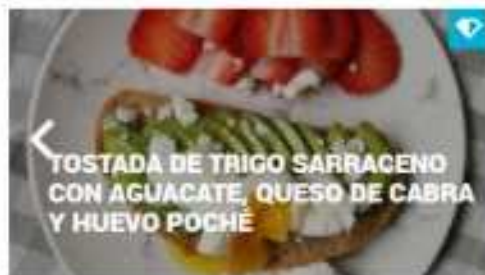 TOSTADA DE TRIGO SARRACENO
CON AGUACATE, QUESO DE CABRA
Y HUEVO POCHÉ